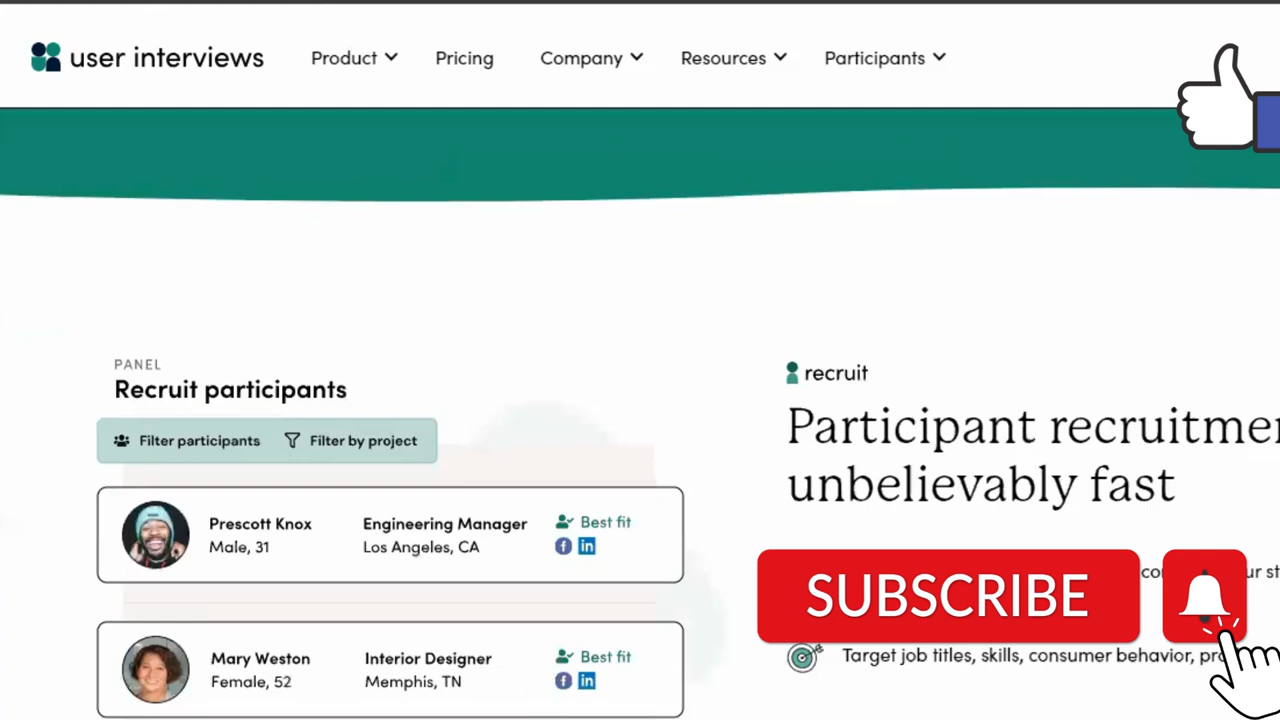 user interviews
Product
Pricing
Company
Resources
Participants
PANEL
Recruit participants
Filter participants
Filter by project
Prescott Knox
Engineering Manager
Best fit
Male, 31
Los Angeles, CA
Mary Weston
Interior Designer
Best fit
Female, 52
Memphis, TN
recruit
Participant
unbelievably fast
SUBSCRIBE
Target job titles, skills, consumer behavior,